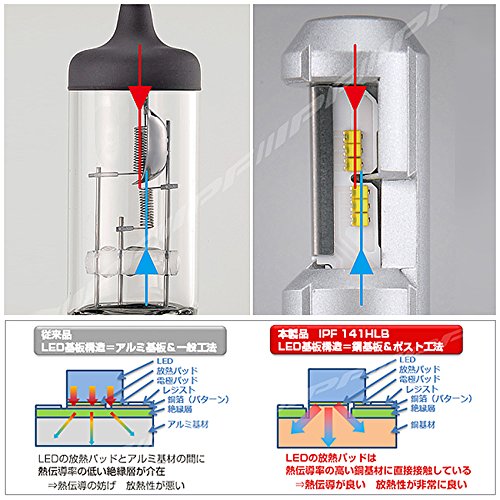 従来品
LED基板構造=アルミ基板&一般工法
LED
放熱パッド
電極パッド
レジスト
銅箔(パターン)
絶縁層
アルミ基材
LEDの放熱パッドとアルミ基材の間に
熱伝導率の低い絶縁層が介在
⇒熱伝導の妨げ 放熱性が悪い
本製品 IPF 141HLB
LED基板構造=銅基板&ポスト工法
LED
放熱パッド
電極パッド
レジスト
銅箔(パターン)
絶縁層
銅基材
LEDの放熱パッドは
熱伝導率の高い銅基材に直接接触している
⇒熱伝導が良い 放熱性が非常に良い